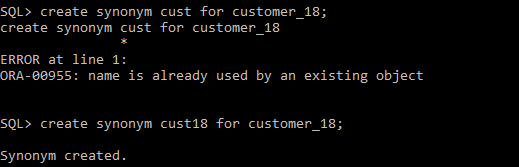 SQL> create synonym cust for customer_18;
create synonym cust for customer_18
*
ERROR at line 1:
ORA-00955: name is already used by an existing object
SQL> create synonym cust18 for customer_18;
Synonym created.